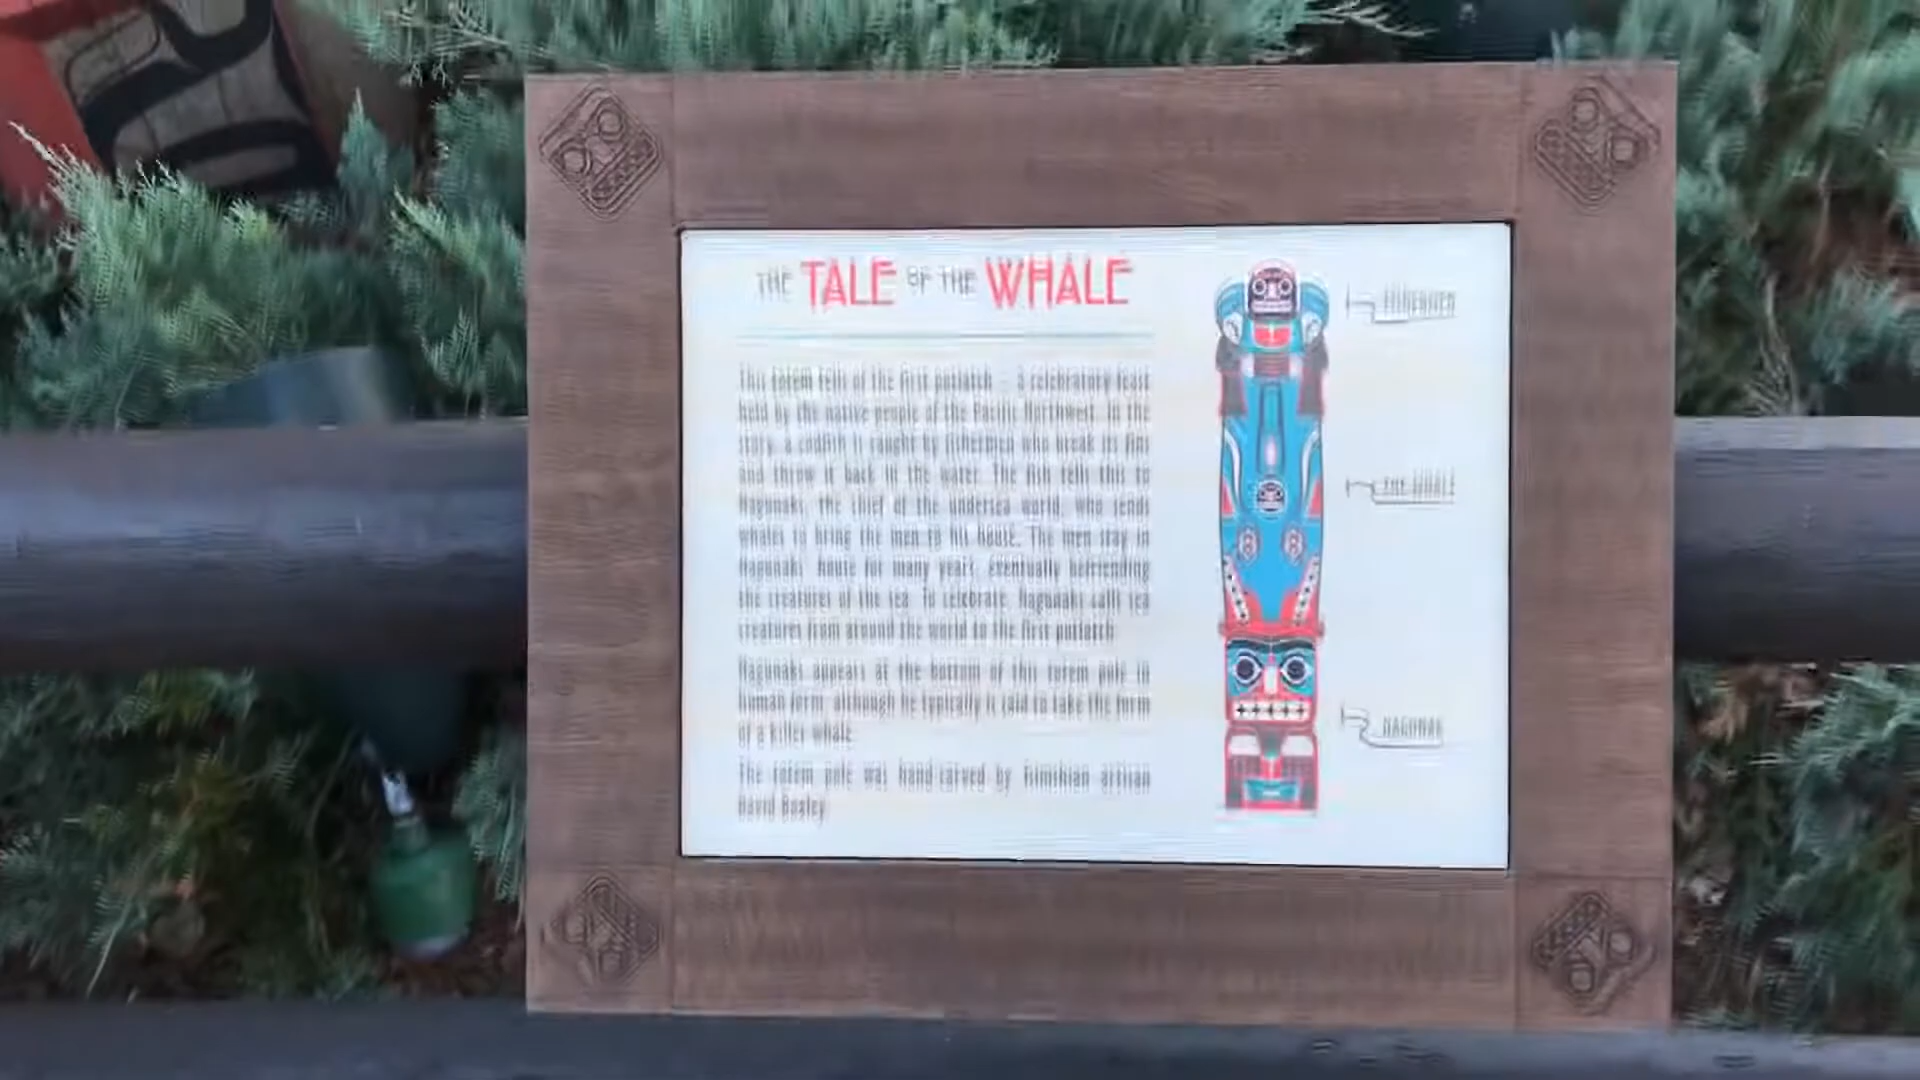 THE TALE OF THE WHALE
This totem tells of the first potlatch – a celebratory feast
held by the native people of the Pacific Northwest. In the
story, a codfish is caught by fishermen who break its fins
and throw it back in the water. The fish tells this to
Nagunaks, the chief of the undersea world, who sends
whales to bring the men to his house. The men stay in
Nagunaks' house for many years, eventually befriending
the creatures of the sea. To celebrate, Nagunaks calls sea
creatures from around the world to the first potlatch.
Nagunaks appears at the bottom of this totem pole in
human form, although he typically is said to take the form
of a killer whale.
The totem pole was hand-carved by Tsimshian artisan
David Boxley.
FISHERMEN
THE WHALE
NAGUNAKS